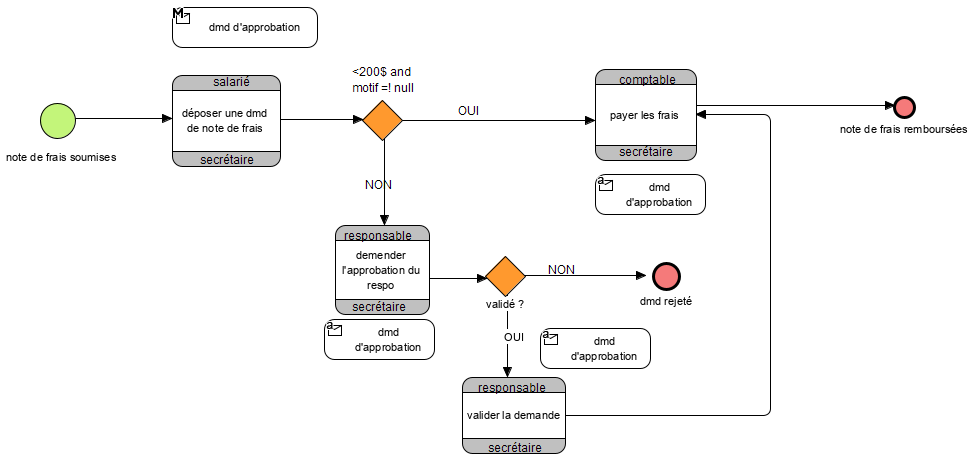 M
dmd d'approbation
salarié
déposer une dmd
de note de frais
secrétaire
note de frais soumises
<200$ and
motif =! null
OUI
NON
comptable
payer les frais
secrétaire
a
dmd
d'approbation
note de frais remboursées
responsable
demender
l'approbation du
respo
secrétaire
a
dmd
d'approbation
validé ?
NON
dmd rejeté
OUI
a
dmd
d'approbation
responsable
valider la demande
secrétaire